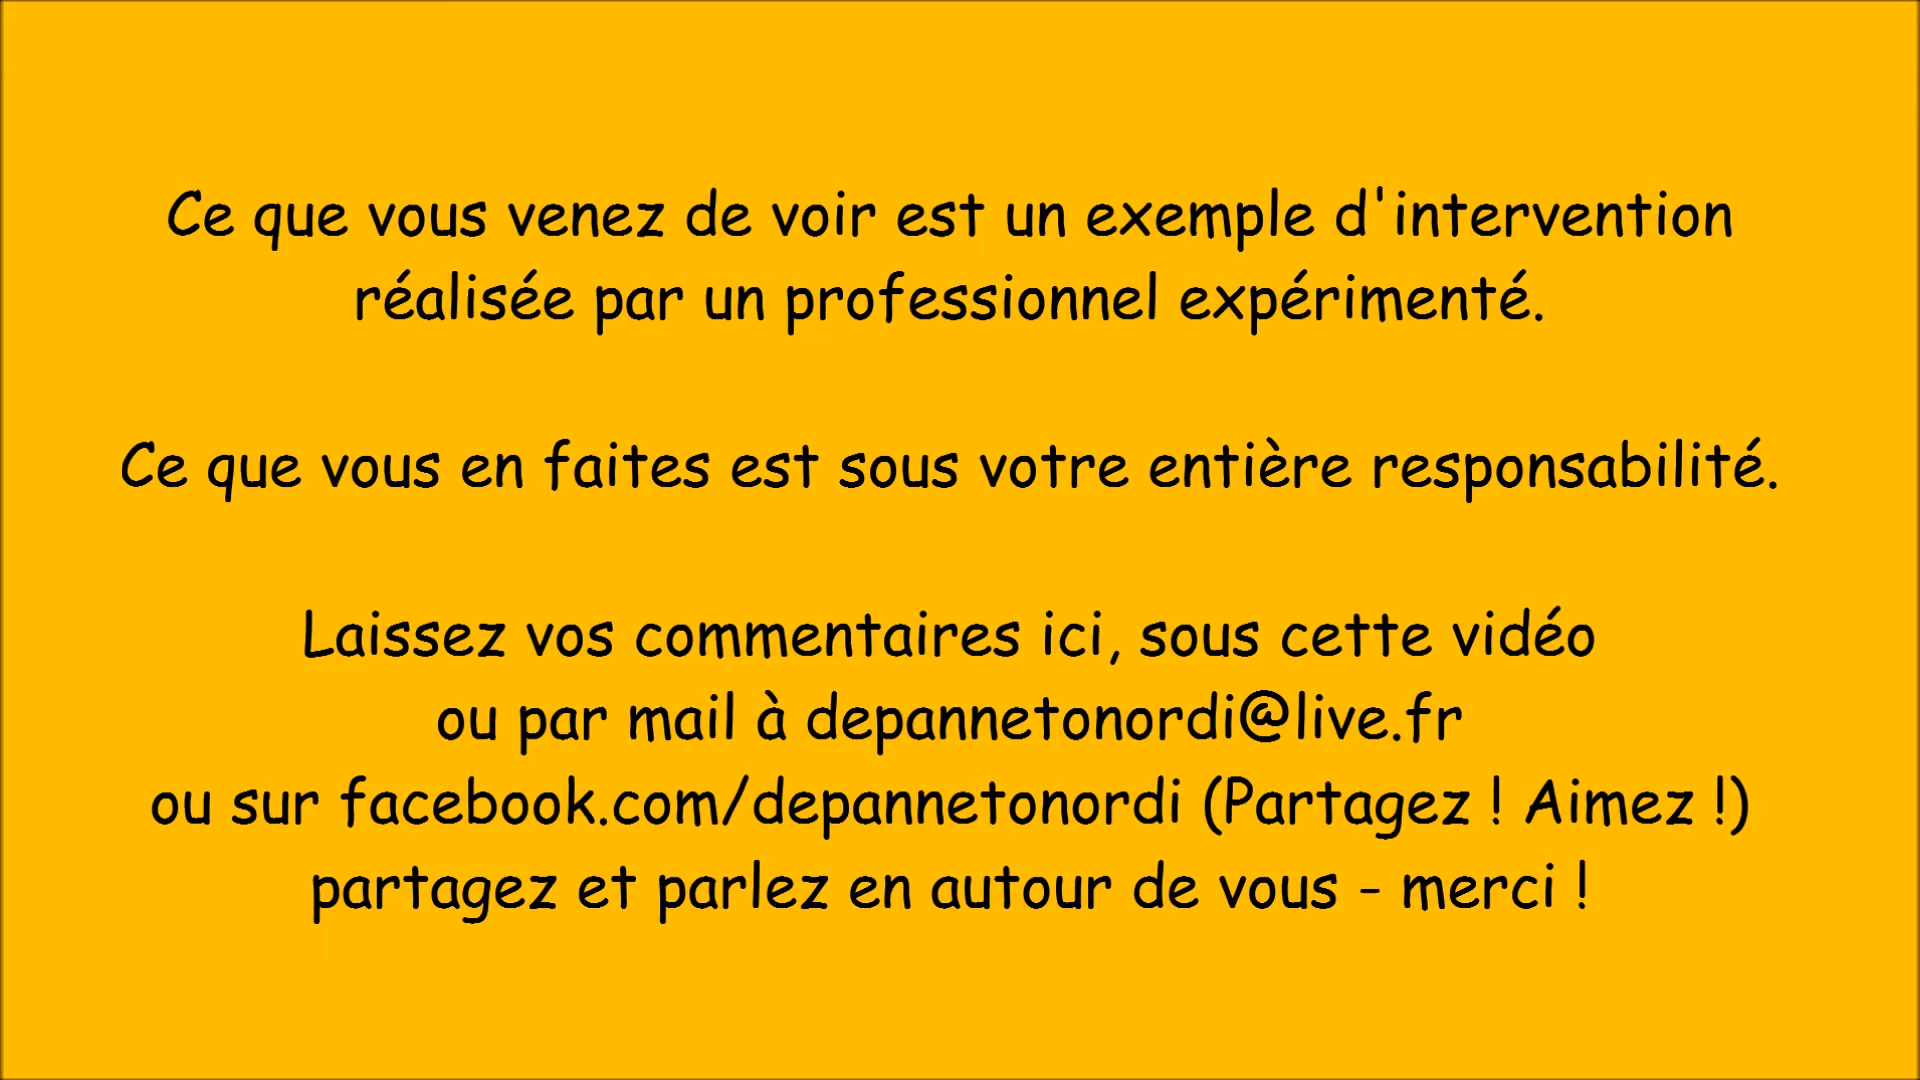 Ce que vous venez de voir est un exemple d'intervention
réalisée par un professionnel expérimenté.
Ce que vous en faites est sous votre entière responsabilité.
Laissez vos commentaires ici, sous cette vidéo
ou par mail à depannetonordi@live.fr
ou sur facebook.com/depannetonordi (Partagez ! Aimez !)
partagez et parlez en autour de vous - merci !